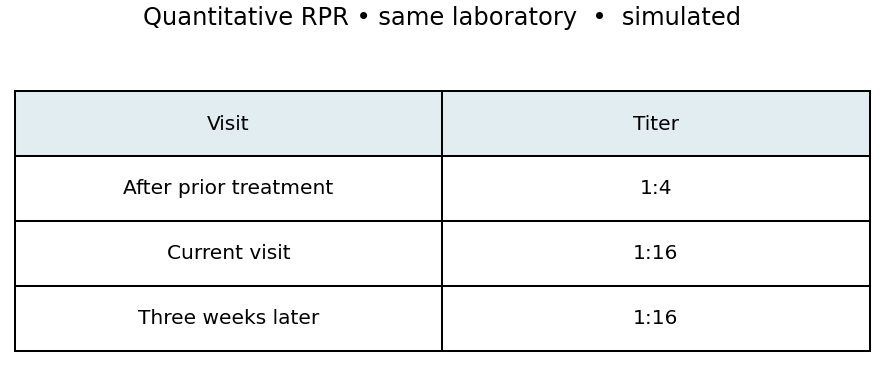 Quantitative RPR • same laboratory • simulated
Visit Titer
After prior treatment 1:4
Current visit 1:16
Three weeks later 1:16